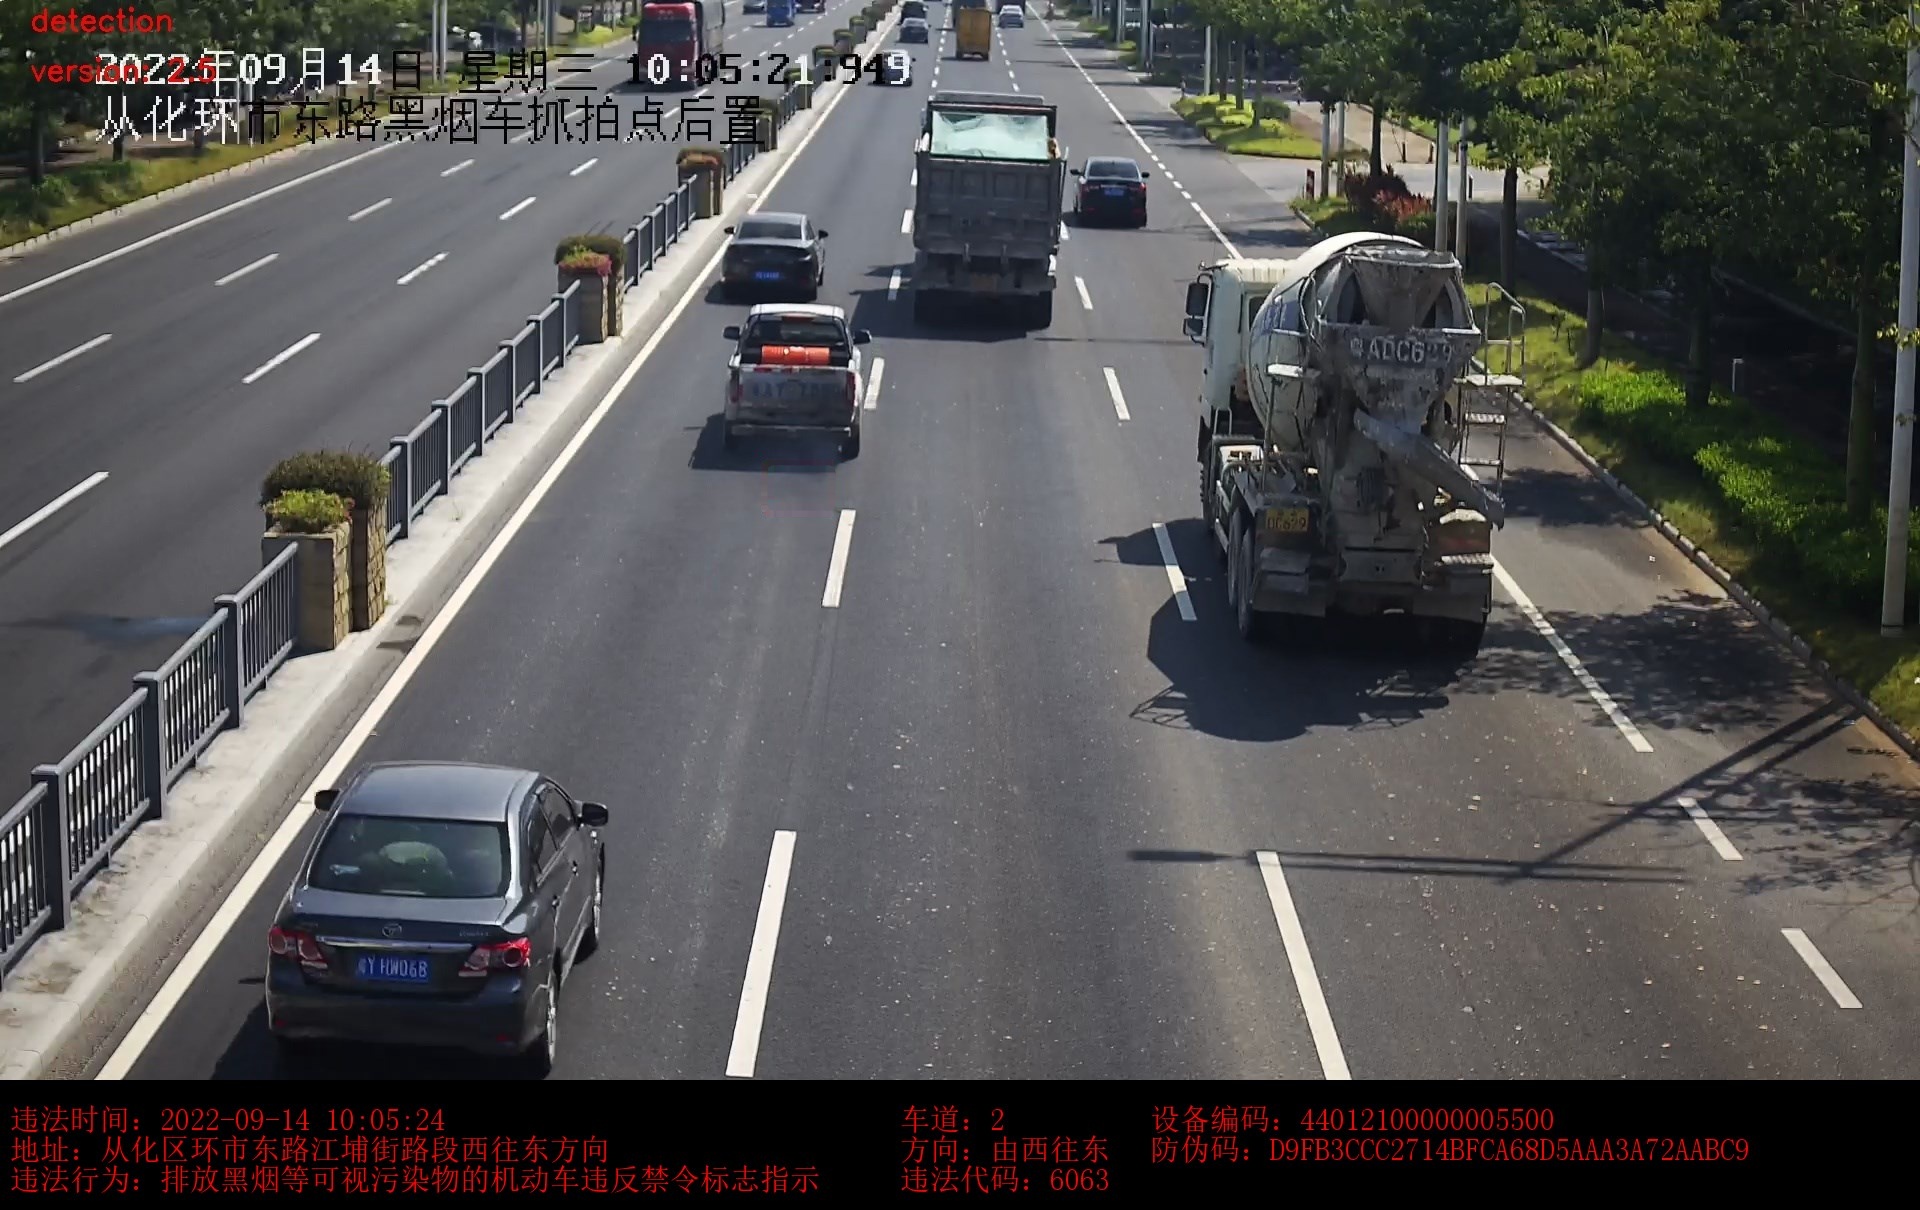 detection
version: 2.5
2022年09月14日 星期三 10:05:21:949
从化环市东路黑烟车抓拍点后置
粤Y HW06B
违法时间：2022-09-14 10:05:24
地址：从化区环市东路江埔街路段西往东方向
违法行为：排放黑烟等可视污染物的机动车违反禁令标志指示
车道：2
方向：由西往东
违法代码：6063
设备编码：44012100000005500
防伪码：D9FB3CCC2714BFCA68D5AAA3A72AABC9